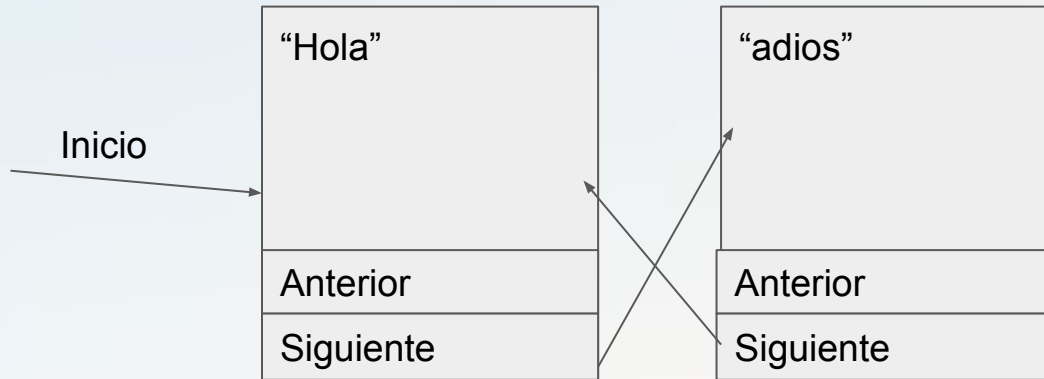 “Hola”
“adios”
Inicio
Anterior
Anterior
Siguiente
Siguiente